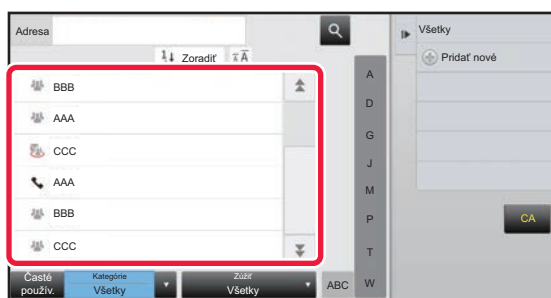 Adresa
Zoradiť
BBB
AAA
CCC
AAA
BBB
CCC
A
D
G
J
M
P
T
W
Časté
použív.
Kategórie
Všetky
Zúžiť
Všetky
ABC
Všetky
Pridať nové
CA